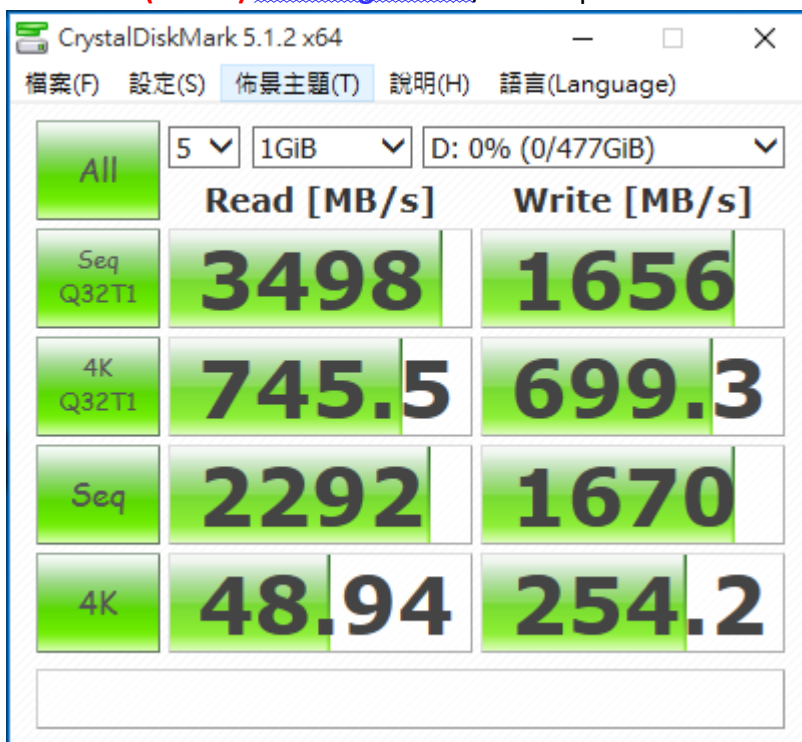 CrystalDiskMark 5.1.2 x64
檔案(F) 設定(S) 佈景主題(T) 說明(H) 語言(Language)
All 5 1GiB D: 0% (0/477GiB)
Read [MB/s] Write [MB/s]
Seq Q32T1 3498 1656
4K Q32T1 745.5 699.3
Seq 2292 1670
4K 48.94 254.2